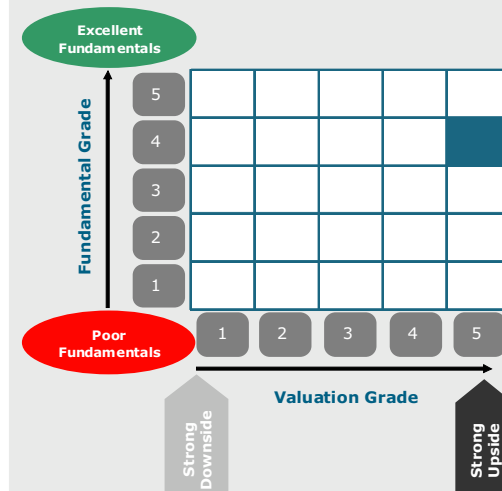 Excellent
Fundamentals
Fundamental Grade
5
4
3
2
1
Poor
Fundamentals
1
2
3
4
5
Valuation Grade
Strong
Downside
Strong
Upside